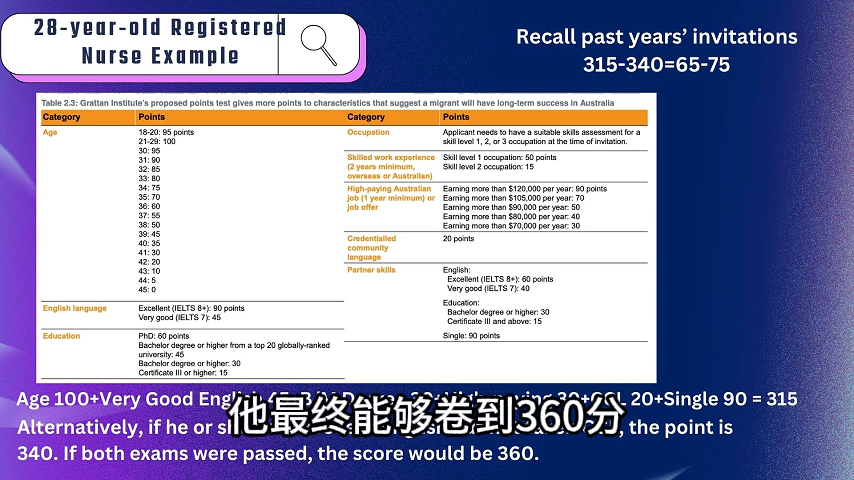 28-year-old Registered
Nurse Example
Recall past years' invitations
315-340=65-75
Table 2.3: Grattan Institute's proposed points test gives more points to characteristics that suggest a migrant will have long-term success in Australia
Category Points Category Points
Age
18-20: 95 points
21-29: 100
30: 95
31: 90
32: 85
33: 80
34: 75
35: 70
36: 60
37: 55
38: 50
39: 45
40: 35
41: 30
42: 20
43: 10
44: 5
45: 0
English language
Excellent (IELTS 8+): 90 points
Very good (IELTS 7): 45
Education
PhD: 60 points
Bachelor degree or higher from a top 20 globally-ranked
university: 45
Bachelor degree or higher: 30
Certificate III or higher: 15
Occupation
Applicant needs to have a suitable skills assessment for a
skill level 1, 2, or 3 occupation at the time of invitation.
Skilled work experience
(2 years minimum,
overseas or Australian)
Skill level 1 occupation: 50 points
Skill level 2 occupation: 15
High-paying Australian
job (1 year minimum) or
job offer
Earning more than $120,000 per year: 90 points
Earning more than $105,000 per year: 70
Earning more than $90,000 per year: 50
Earning more than $80,000 per year: 40
Earning more than $70,000 per year: 30
Credentialled
community
language
20 points
Partner skills
English:
Excellent (IELTS 8+): 60 points
Very good (IELTS 7): 40
Education:
Bachelor degree or higher: 30
Certificate III and above: 15
Single: 90 points
Age 100+Very Good English 20+Single 90 = 315
他最终能够卷到360分
Alternatively, if he or the point is
340. If both exams were passed, the score would be 360.